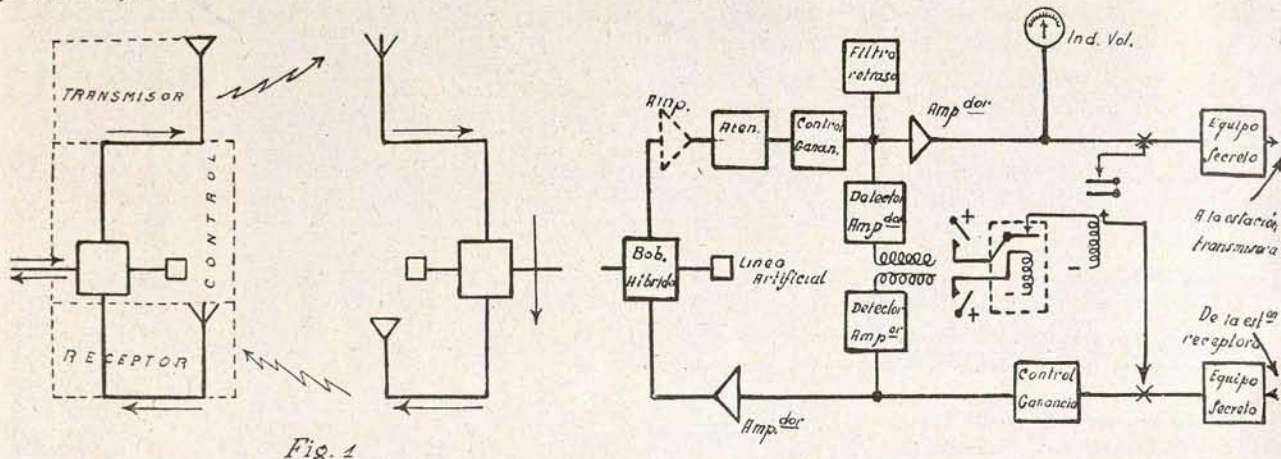 TRANSMISOR
CONTROL
RECEPTOR
Fig. 1
Amp.
Aten.
Control
Ganan.
Filtro
retraso
Amp dor
Ind. Vol.
Equipo
Secreto
A la estación
transmisora
Detector
Amp dor
Bob.
Híbrida
Linea
Artificial
+
-
-
+
Detector
Amp or
De la est on
receptora
Amp. dor
Control
Ganancia
Equipo
Secreto